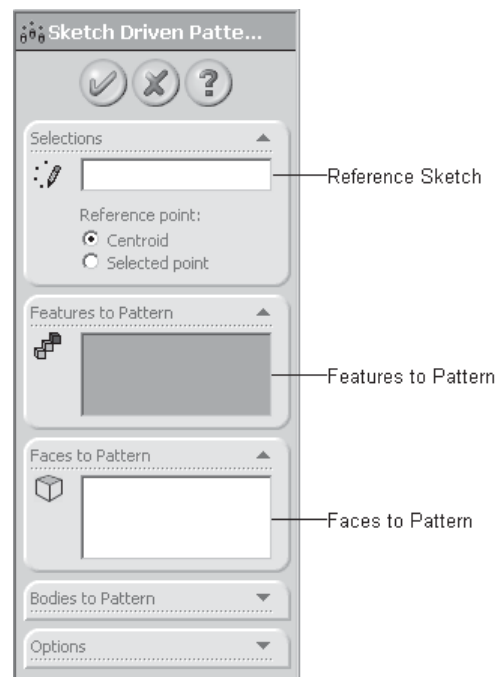 Sketch Driven Patte...
?
Selections
Reference Sketch
Reference point:
Centroid
Selected point
Features to Pattern
Features to Pattern
Faces to Pattern
Faces to Pattern
Bodies to Pattern
Options